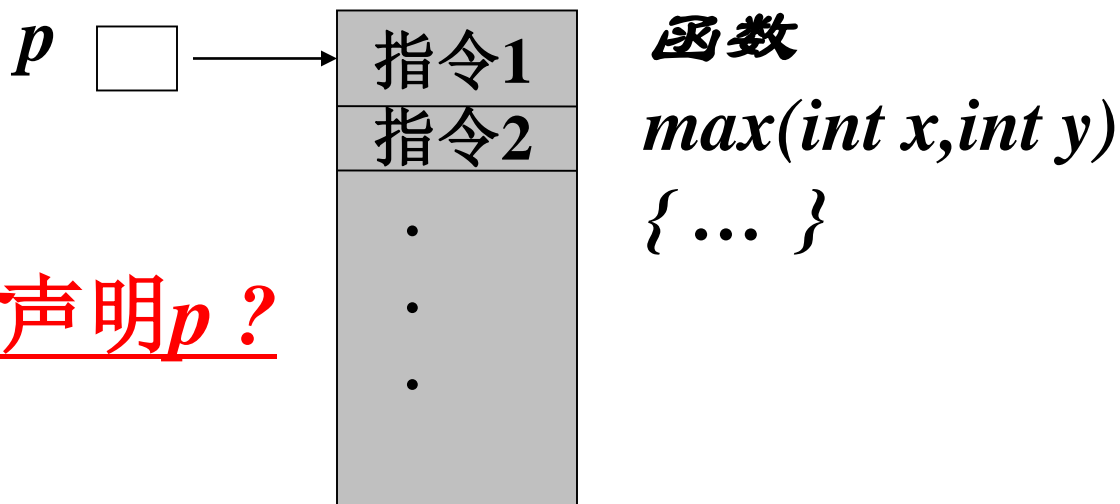 p
指令1
指令2
.
.
.
函数
max(int x,int y)
{ ... }
声明p ?